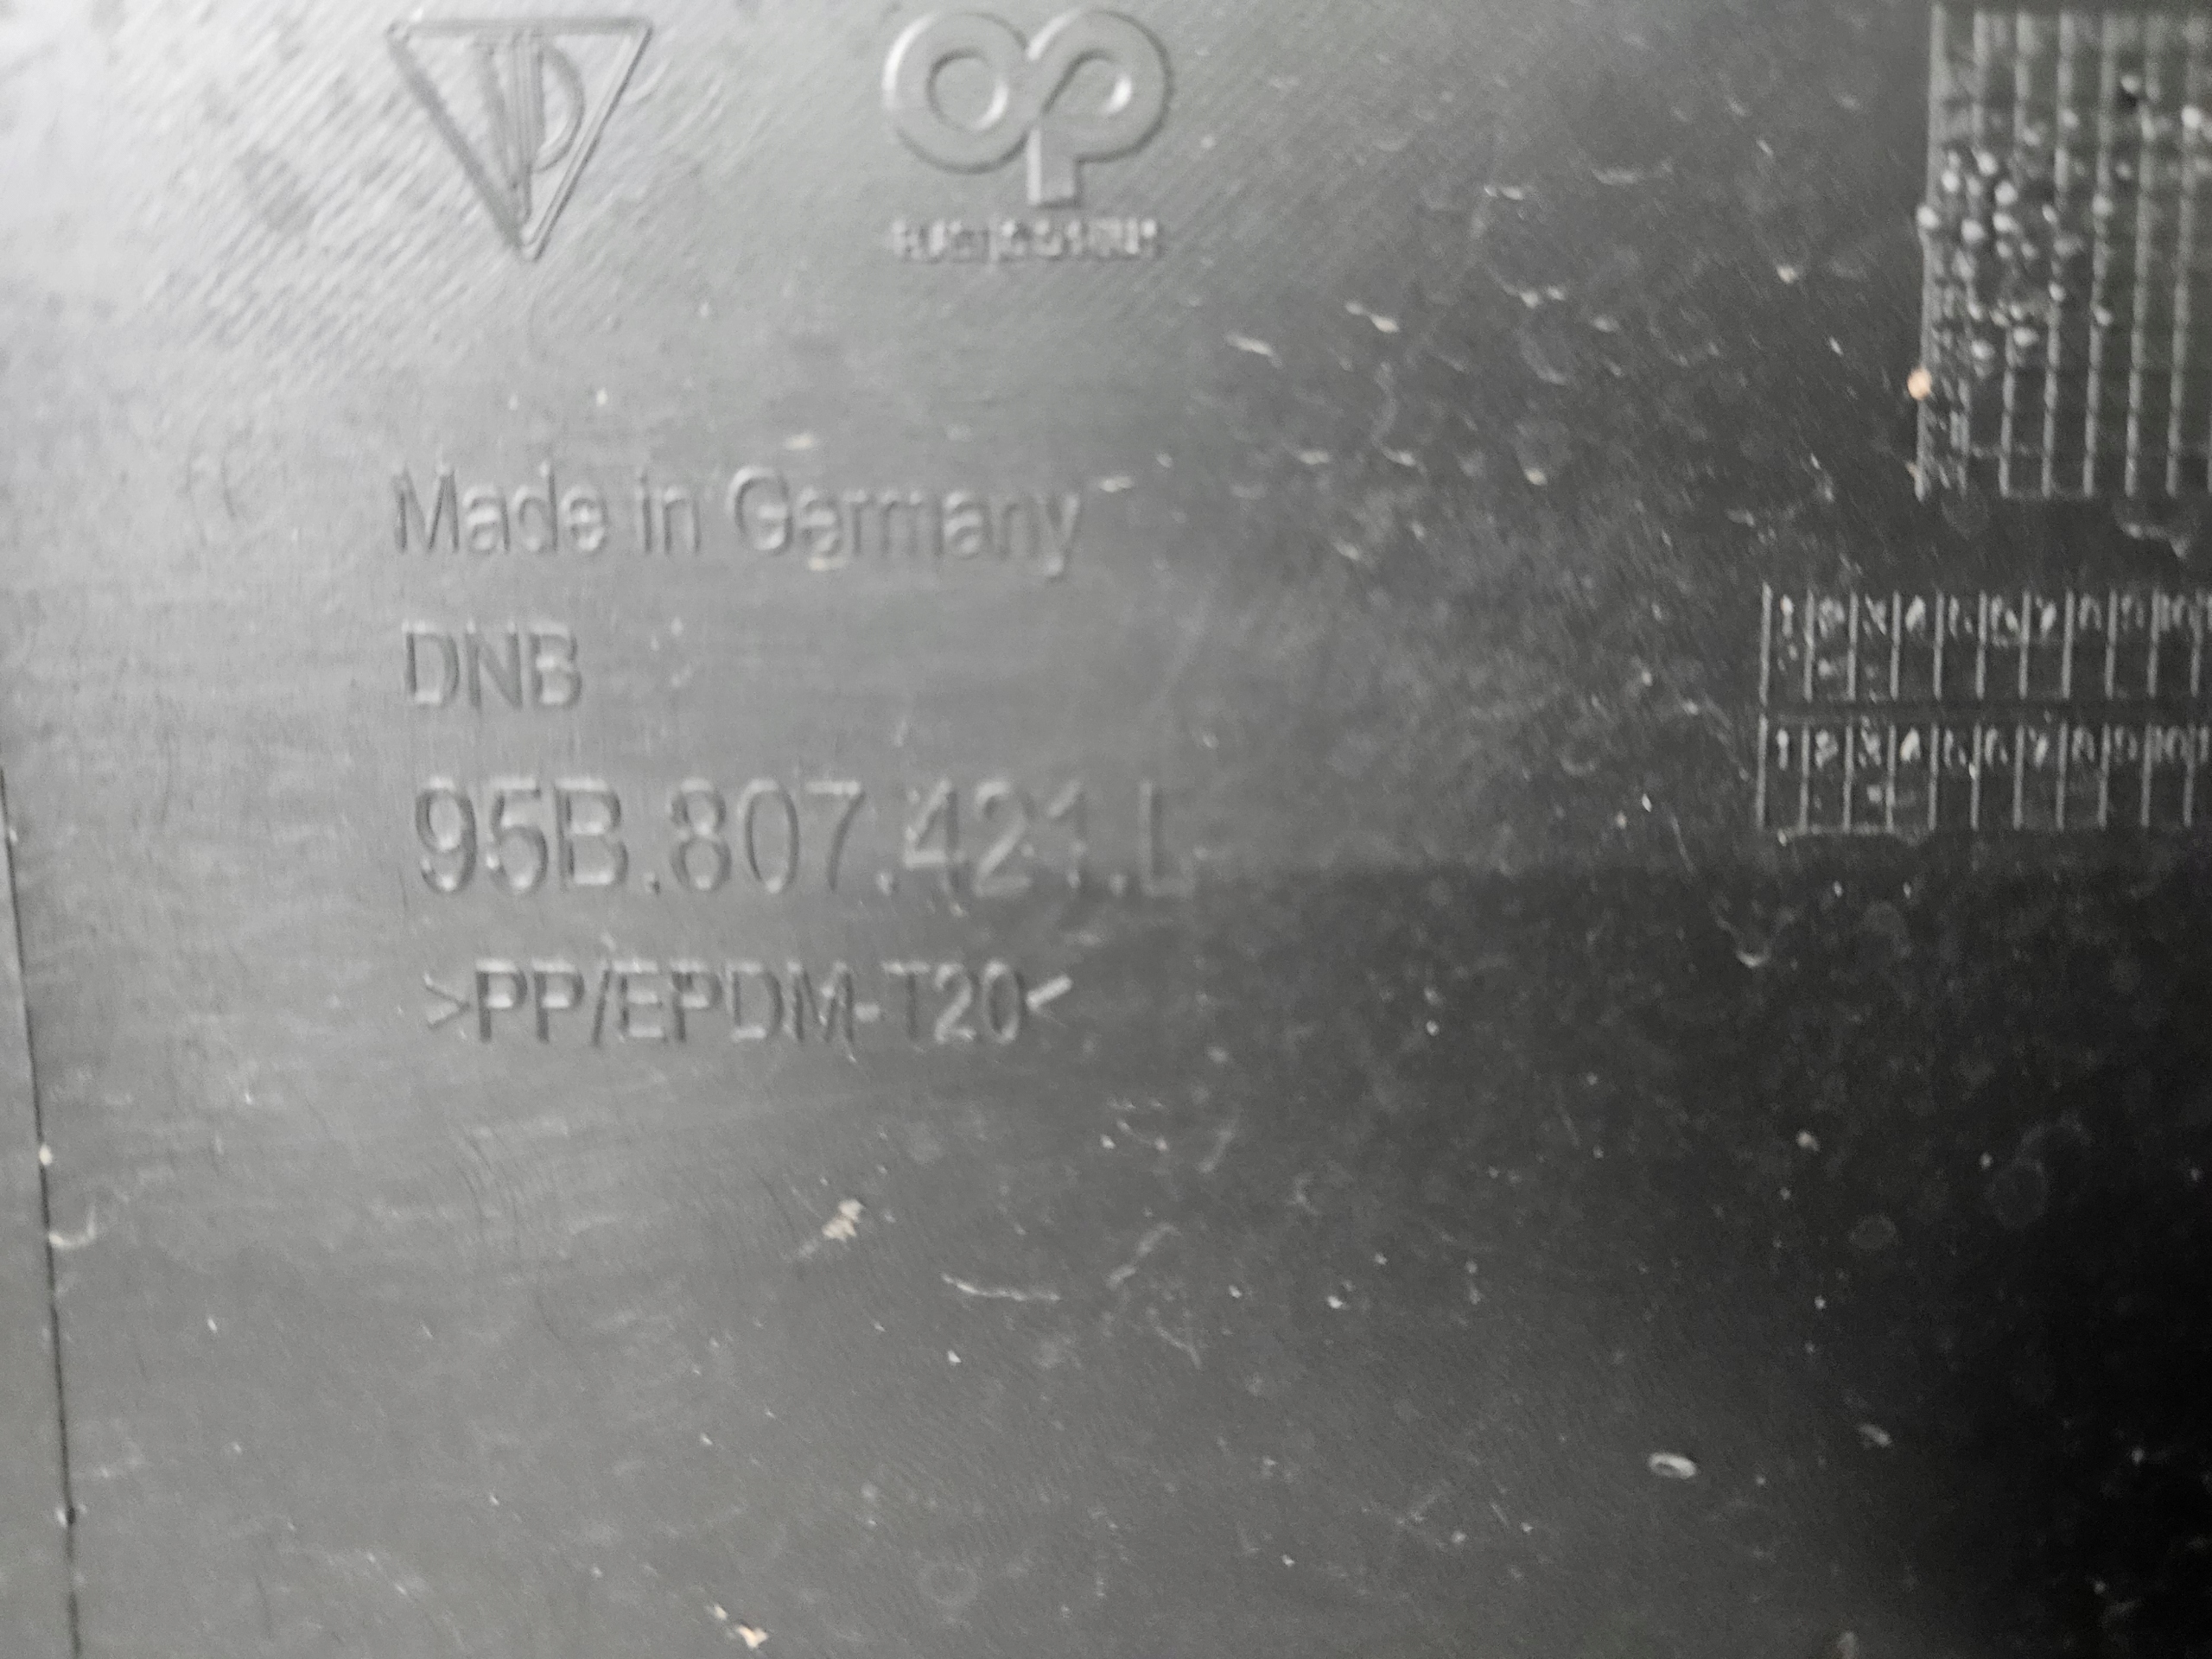 Made in Germany
DNB
95B.807.421.L
>PP/EPDM-T20<